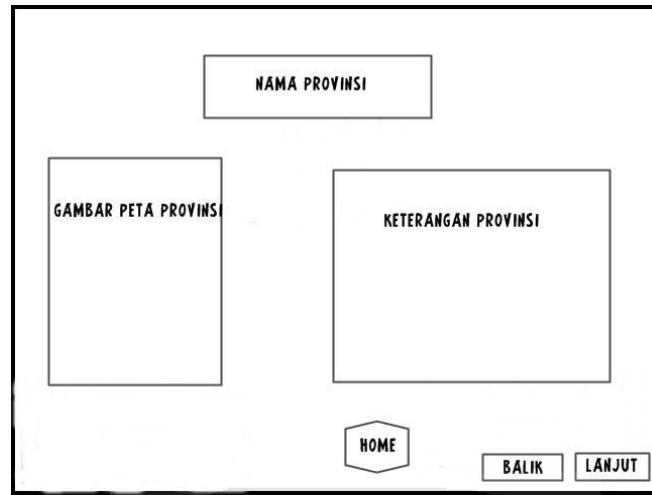 NAMA PROVINSI
GAMBAR PETA PROVINSI
KETERANGAN PROVINSI
HOME
BALIK
LANJUT